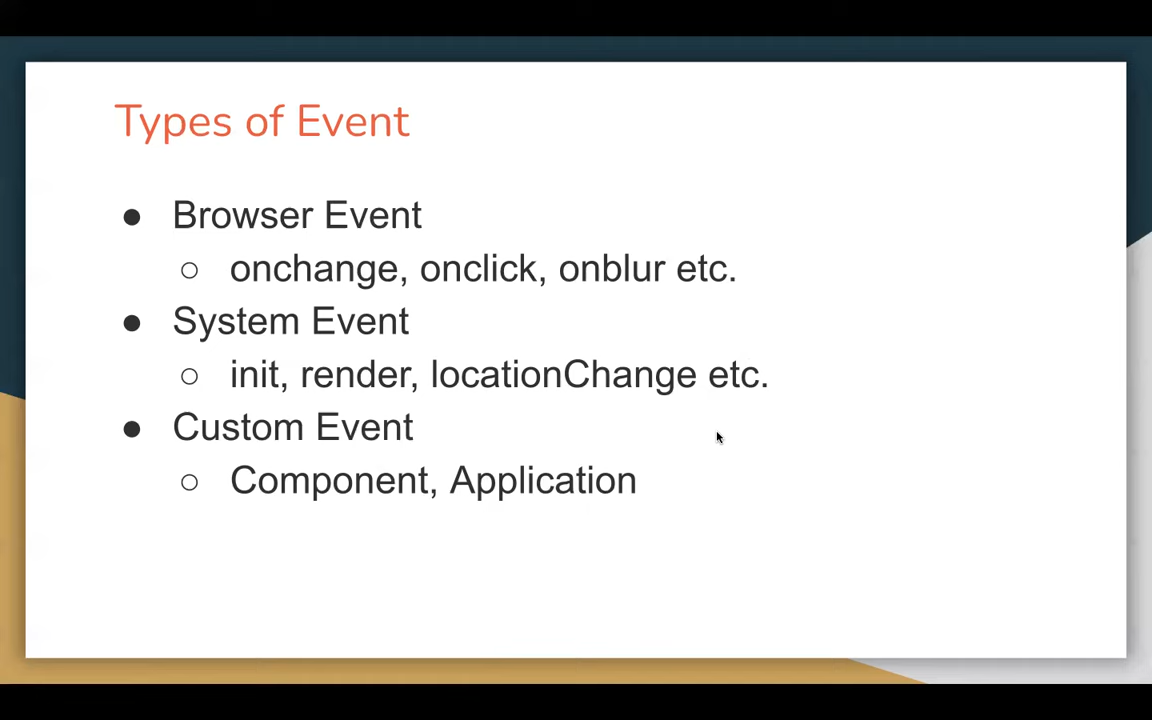 Types of Event
● Browser Event
○ onchange, onclick, onblur etc.
● System Event
○ init, render, locationChange etc.
● Custom Event
○ Component, Application